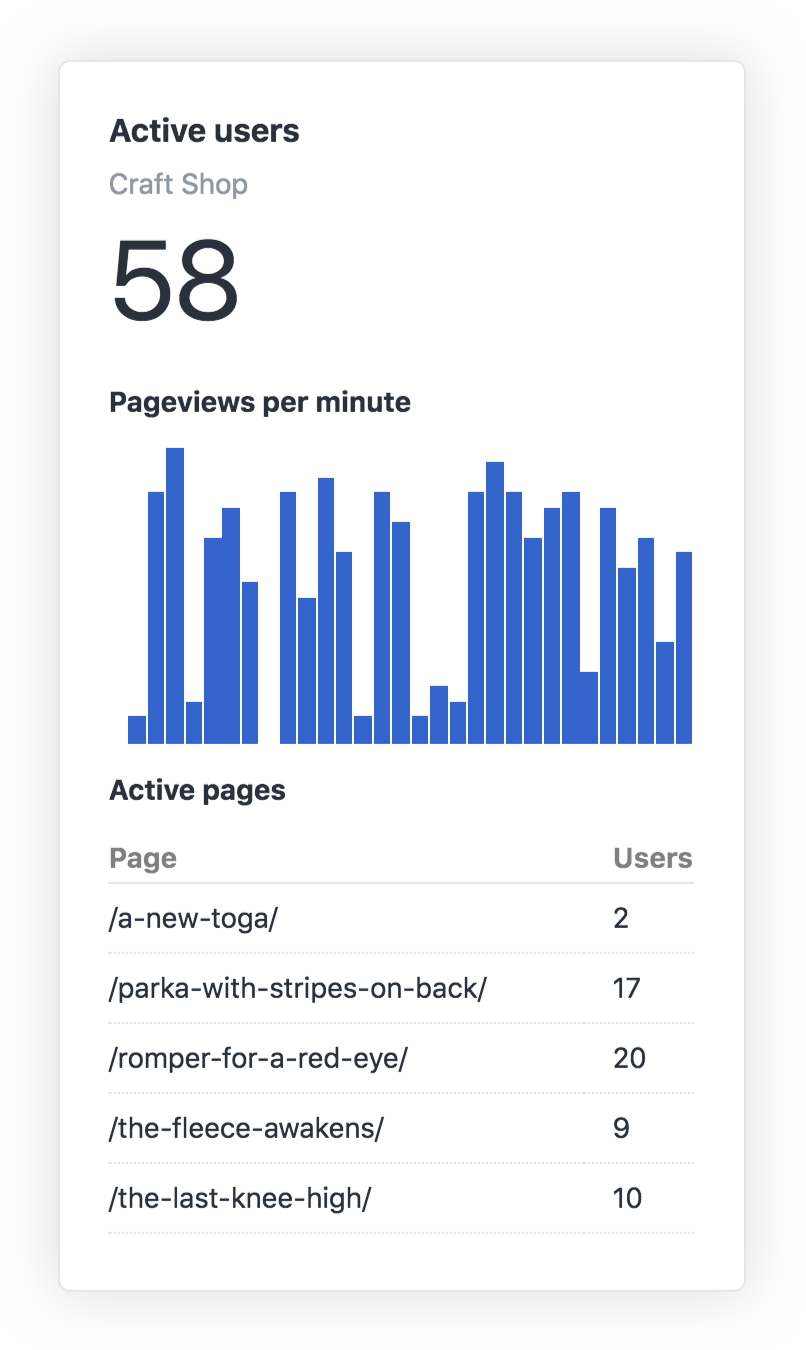 Active users
Craft Shop
58
Pageviews per minute
Active pages
Page Users
/a-new-toga/ 2
/parka-with-stripes-on-back/ 17
/romper-for-a-red-eye/ 20
/the-fleece-awakens/ 9
/the-last-knee-high/ 10